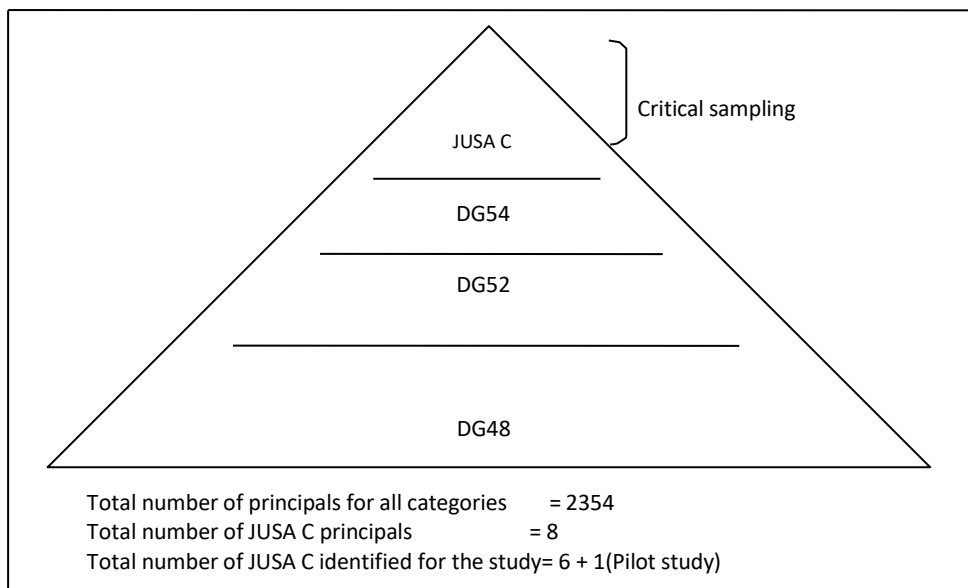 Critical sampling
JUSA C
DG54
DG52
DG48
Total number of principals for all categories = 2354
Total number of JUSA C principals = 8
Total number of JUSA C identified for the study= 6 + 1(Pilot study)